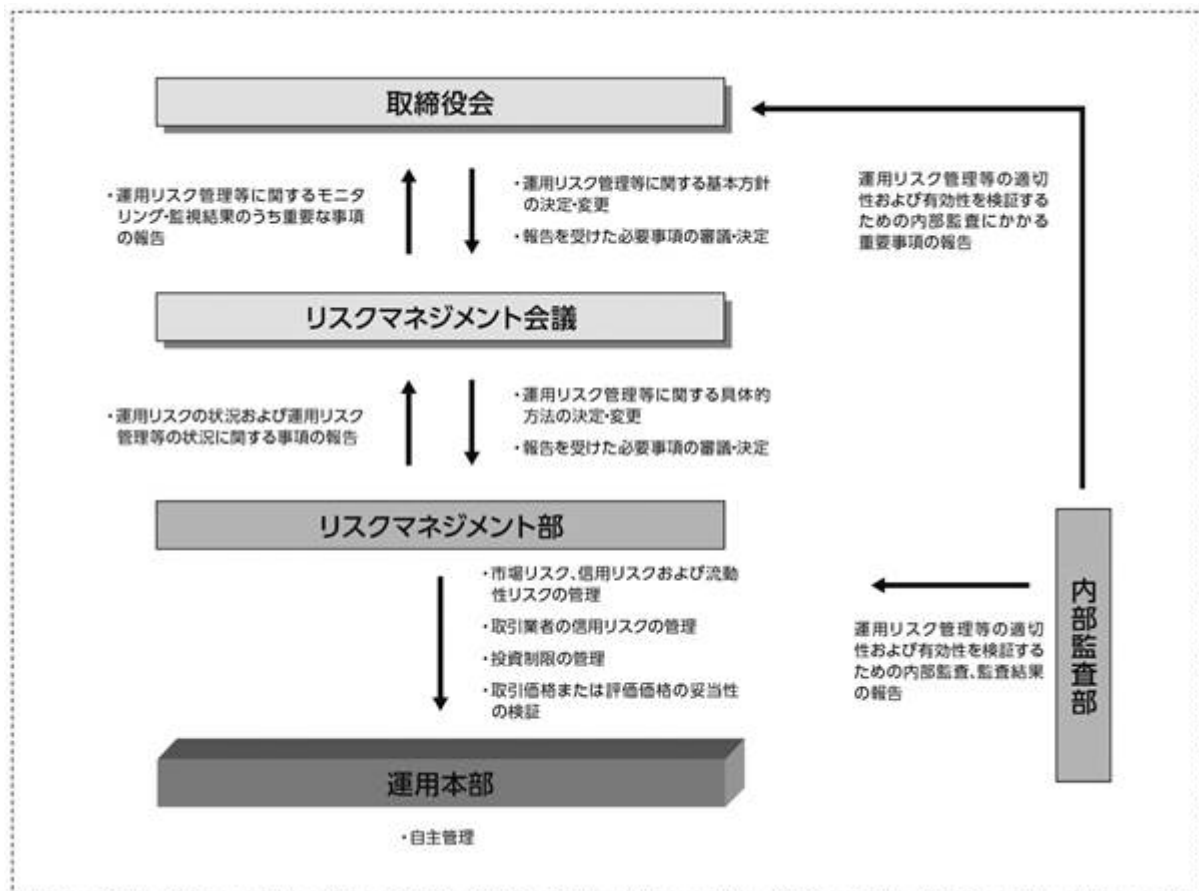 取締役会
・運用リスク管理等に関するモニタ
リング・監視結果のうち重要な事項
の報告
・運用リスク管理等に関する基本方針
の決定・変更
・報告を受けた必要事項の審議・決定
運用リスク管理等の適切
性および有効性を検証する
ための内部監査にかかる
重要事項の報告
リスクマネジメント会議
・運用リスクの状況および運用リスク
管理等の状況に関する事項の報告
・運用リスク管理等に関する具体的
方法の決定・変更
・報告を受けた必要事項の審議・決定
リスクマネジメント部
・市場リスク、信用リスクおよび流動
性リスクの管理
・取引業者の信用リスクの管理
・投資制限の管理
・取引価格または評価価格の妥当性
の検証
運用リスク管理等の適切
性および有効性を検証する
ための内部監査、監査結果
の報告
内部監査部
運用本部
・自主管理